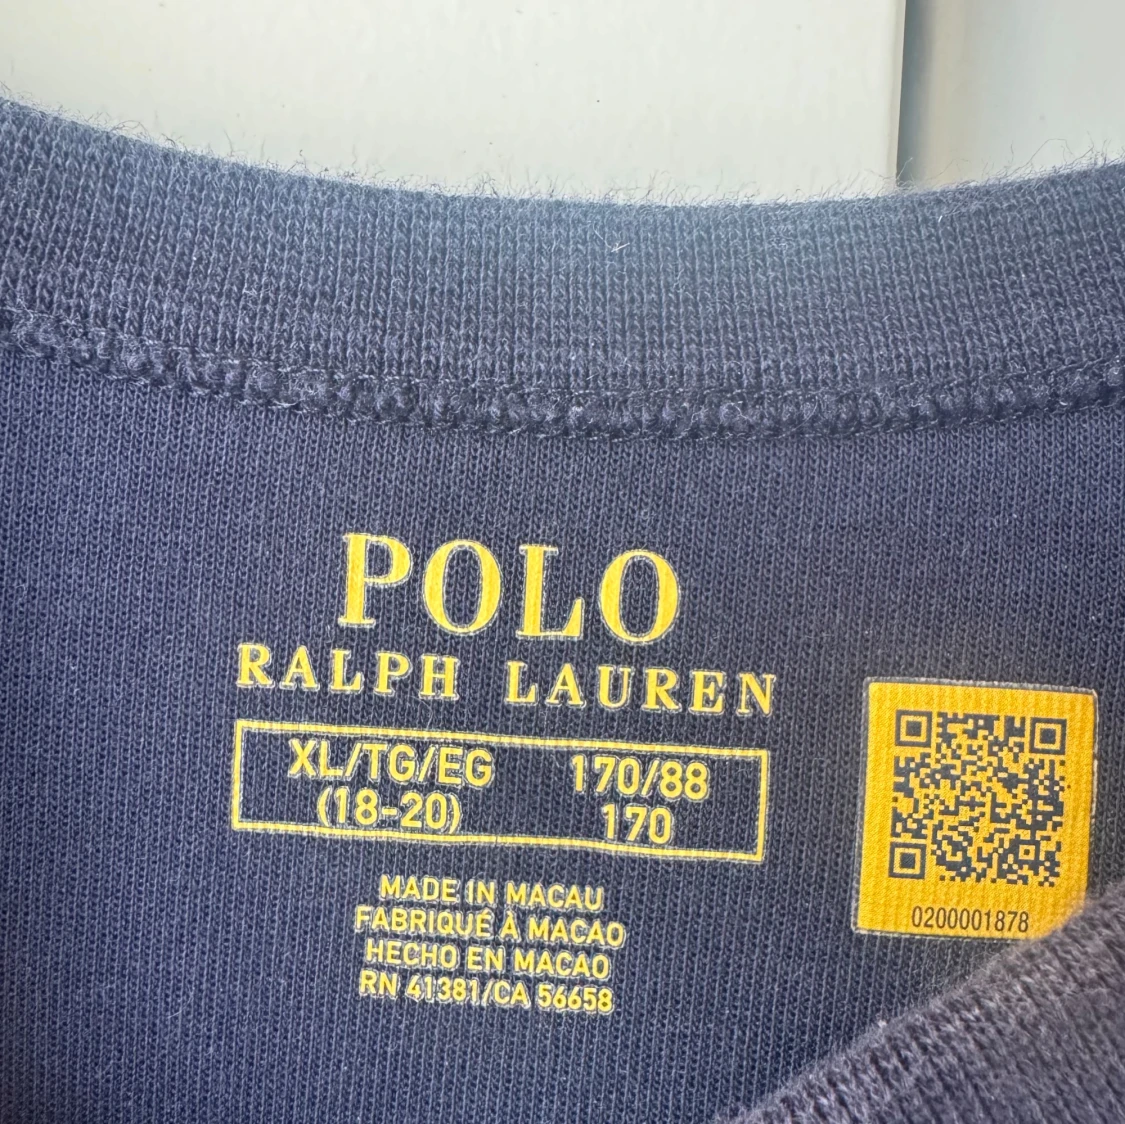 POLO
RALPH LAUREN
XL/TG/EG 170/88
(18-20) 170
MADE IN MACAU
FABRIQUÉ À MACAO
HECHO EN MACAO
RN 41381/CA 56658
0200001878